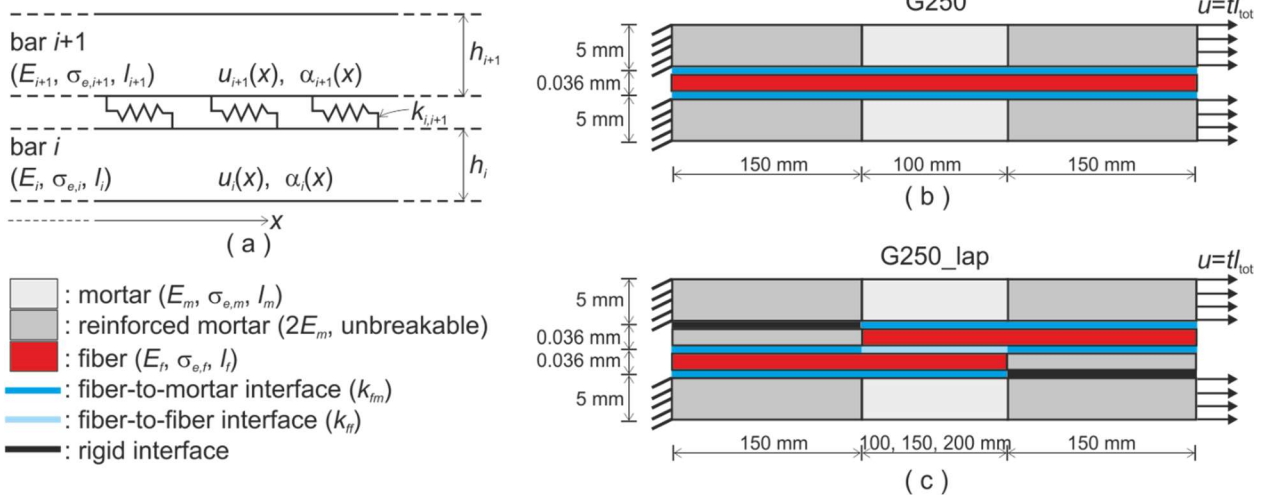 bar i+1
(E_{i+1}, σ_{e,i+1}, l_{i+1})
u_{i+1}(x), α_{i+1}(x)
h_{i+1}
k_{i,i+1}
bar i
(E_i, σ_{e,i}, l_i)
u_i(x), α_i(x)
h_i
x
( a )
: mortar (E_m, σ_{e,m}, l_m)
: reinforced mortar (2E_m, unbreakable)
: fiber (E_f, σ_{e,f}, l_f)
: fiber-to-mortar interface (k_{fm})
: fiber-to-fiber interface (k_{ff})
: rigid interface
G250
u=tl_{tot}
5 mm
0.036 mm
5 mm
150 mm
100 mm
150 mm
( b )
G250_lap
u=tl_{tot}
5 mm
0.036 mm
0.036 mm
5 mm
150 mm
100, 150, 200 mm
150 mm
( c )